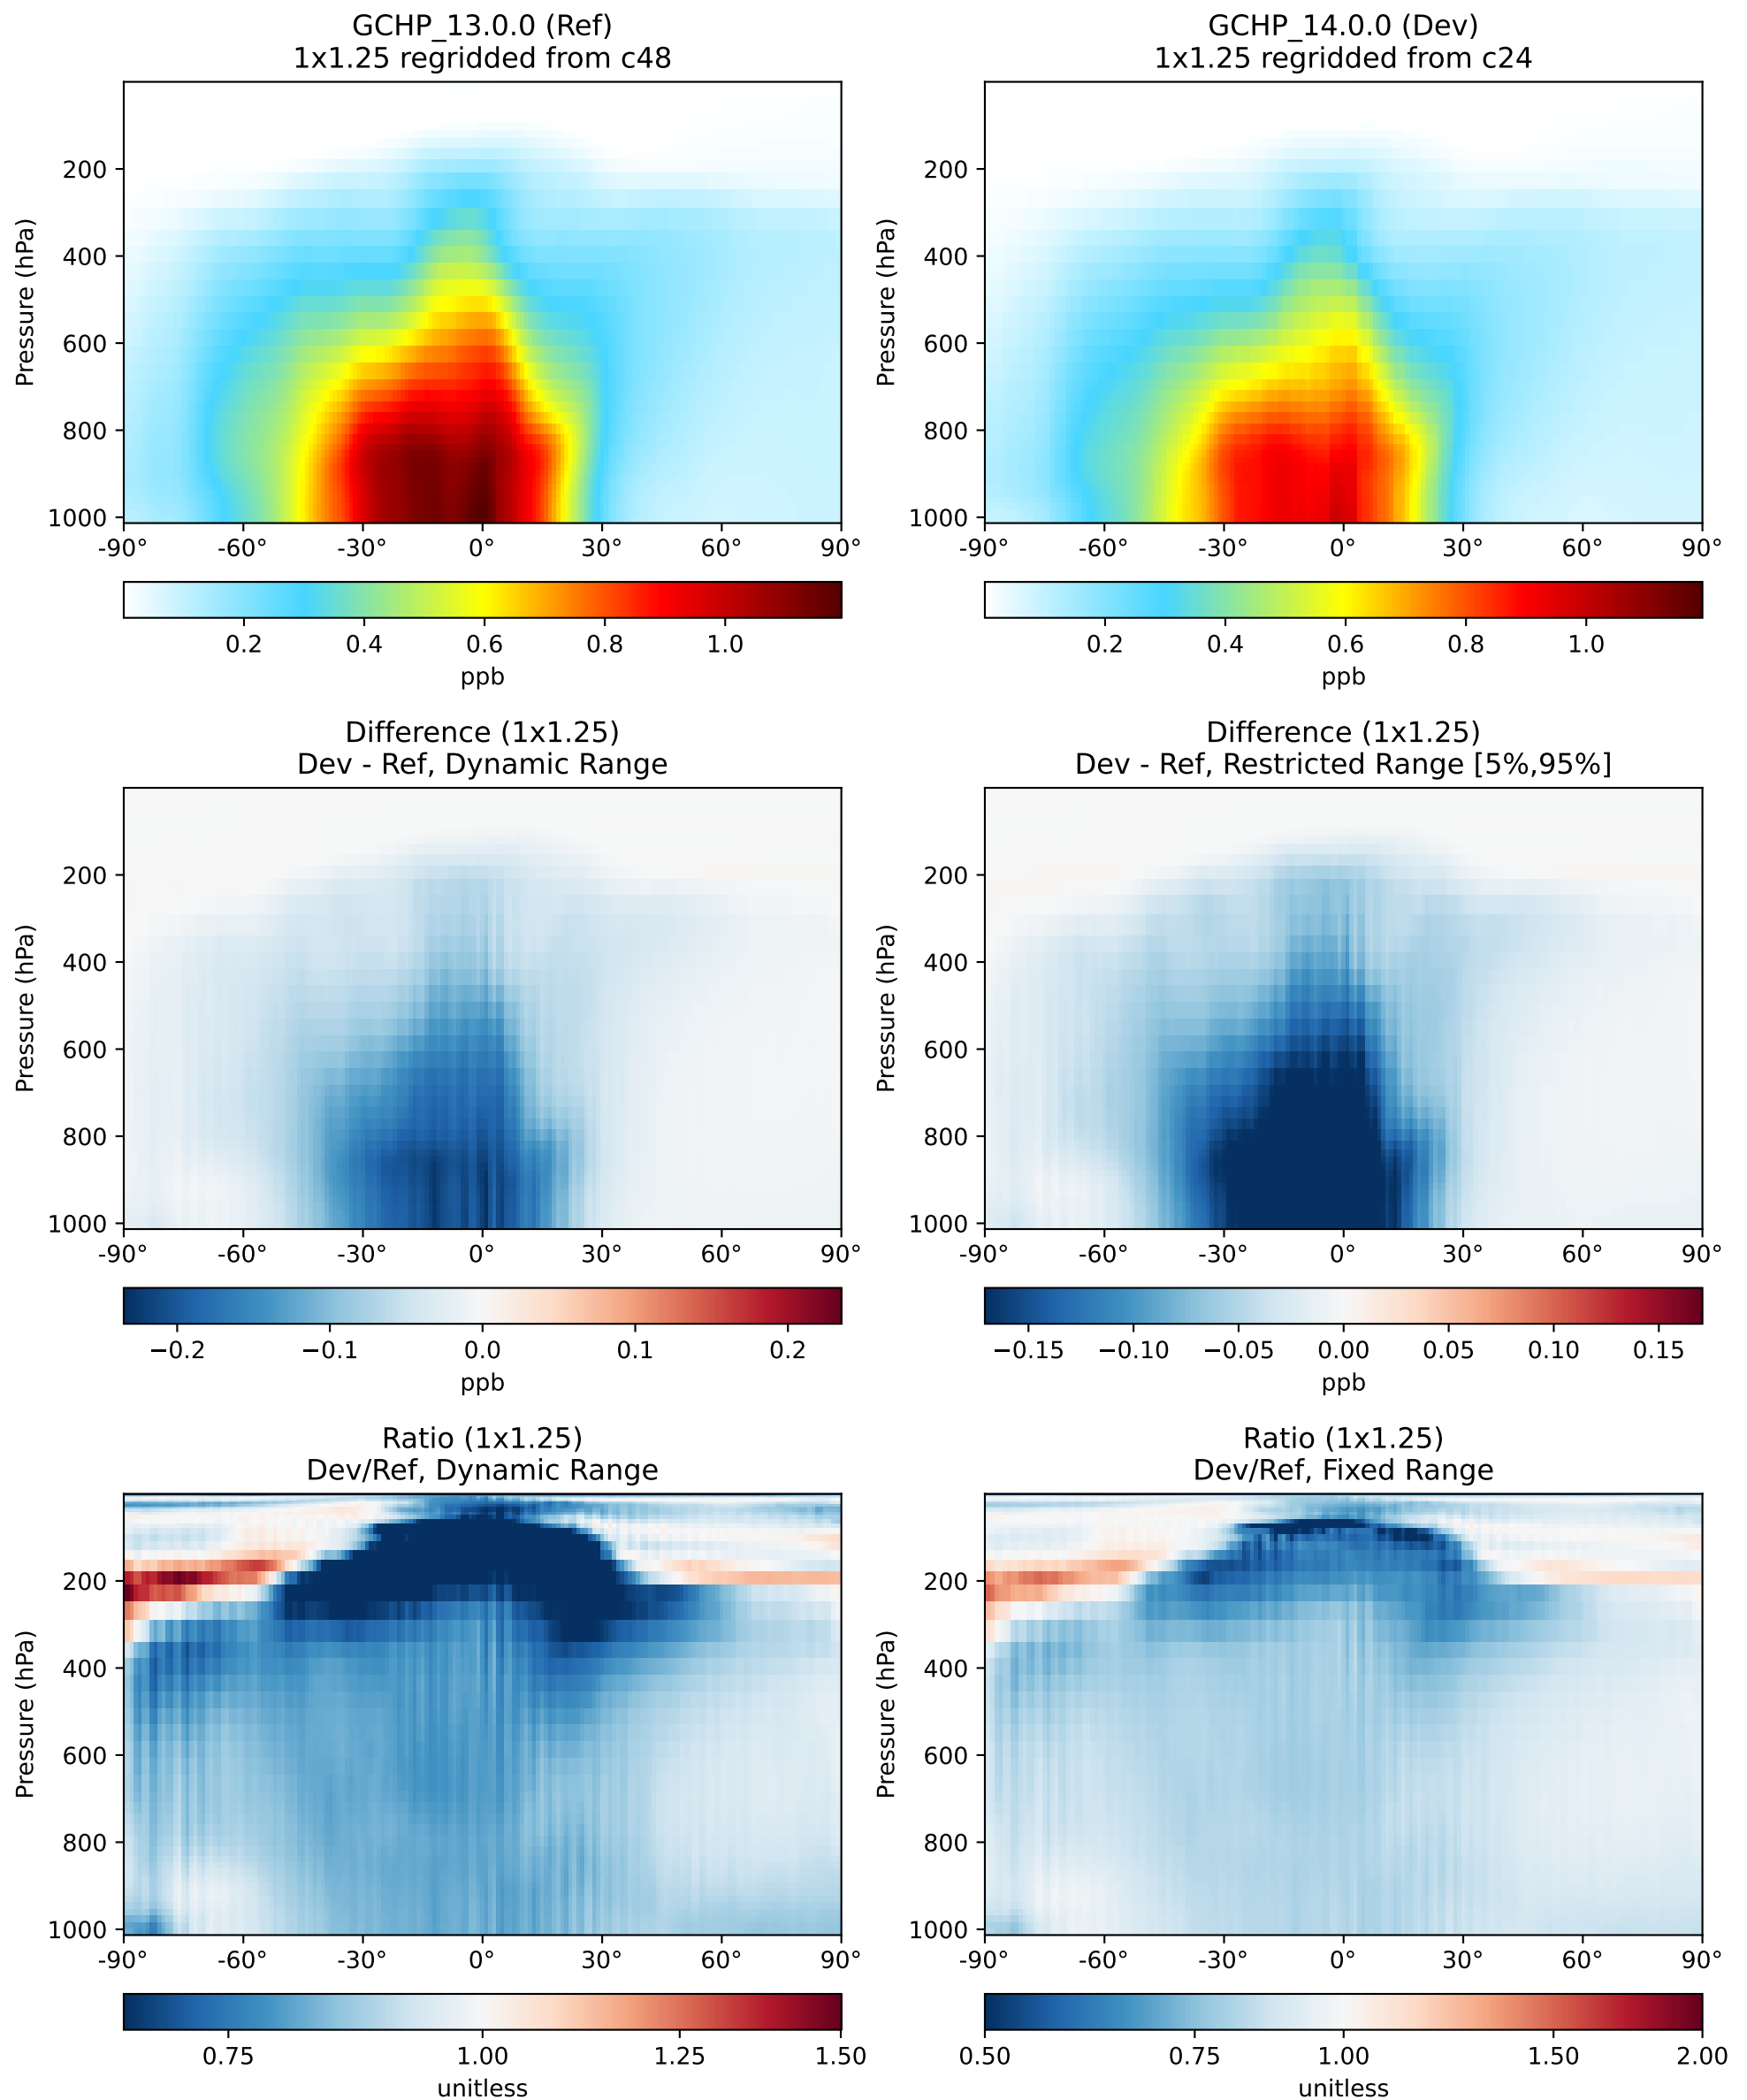 GCHP_13.0.0 (Ref)
1x1.25 regridded from c48
Pressure (hPa)
200
400
600
800
1000
-90° -60° -30° 0° 30° 60° 90°
0.2 0.4 0.6 0.8 1.0
ppb
GCHP_14.0.0 (Dev)
1x1.25 regridded from c24
Pressure (hPa)
200
400
600
800
1000
-90° -60° -30° 0° 30° 60° 90°
0.2 0.4 0.6 0.8 1.0
ppb
Difference (1x1.25)
Dev - Ref, Dynamic Range
Pressure (hPa)
200
400
600
800
1000
-90° -60° -30° 0° 30° 60° 90°
−0.2 −0.1 0.0 0.1 0.2
ppb
Difference (1x1.25)
Dev - Ref, Restricted Range [5%,95%]
Pressure (hPa)
200
400
600
800
1000
-90° -60° -30° 0° 30° 60° 90°
−0.15 −0.10 −0.05 0.00 0.05 0.10 0.15
ppb
Ratio (1x1.25)
Dev/Ref, Dynamic Range
Pressure (hPa)
200
400
600
800
1000
-90° -60° -30° 0° 30° 60° 90°
0.75 1.00 1.25 1.50
unitless
Ratio (1x1.25)
Dev/Ref, Fixed Range
Pressure (hPa)
200
400
600
800
1000
-90° -60° -30° 0° 30° 60° 90°
0.50 0.75 1.00 1.50 2.00
unitless